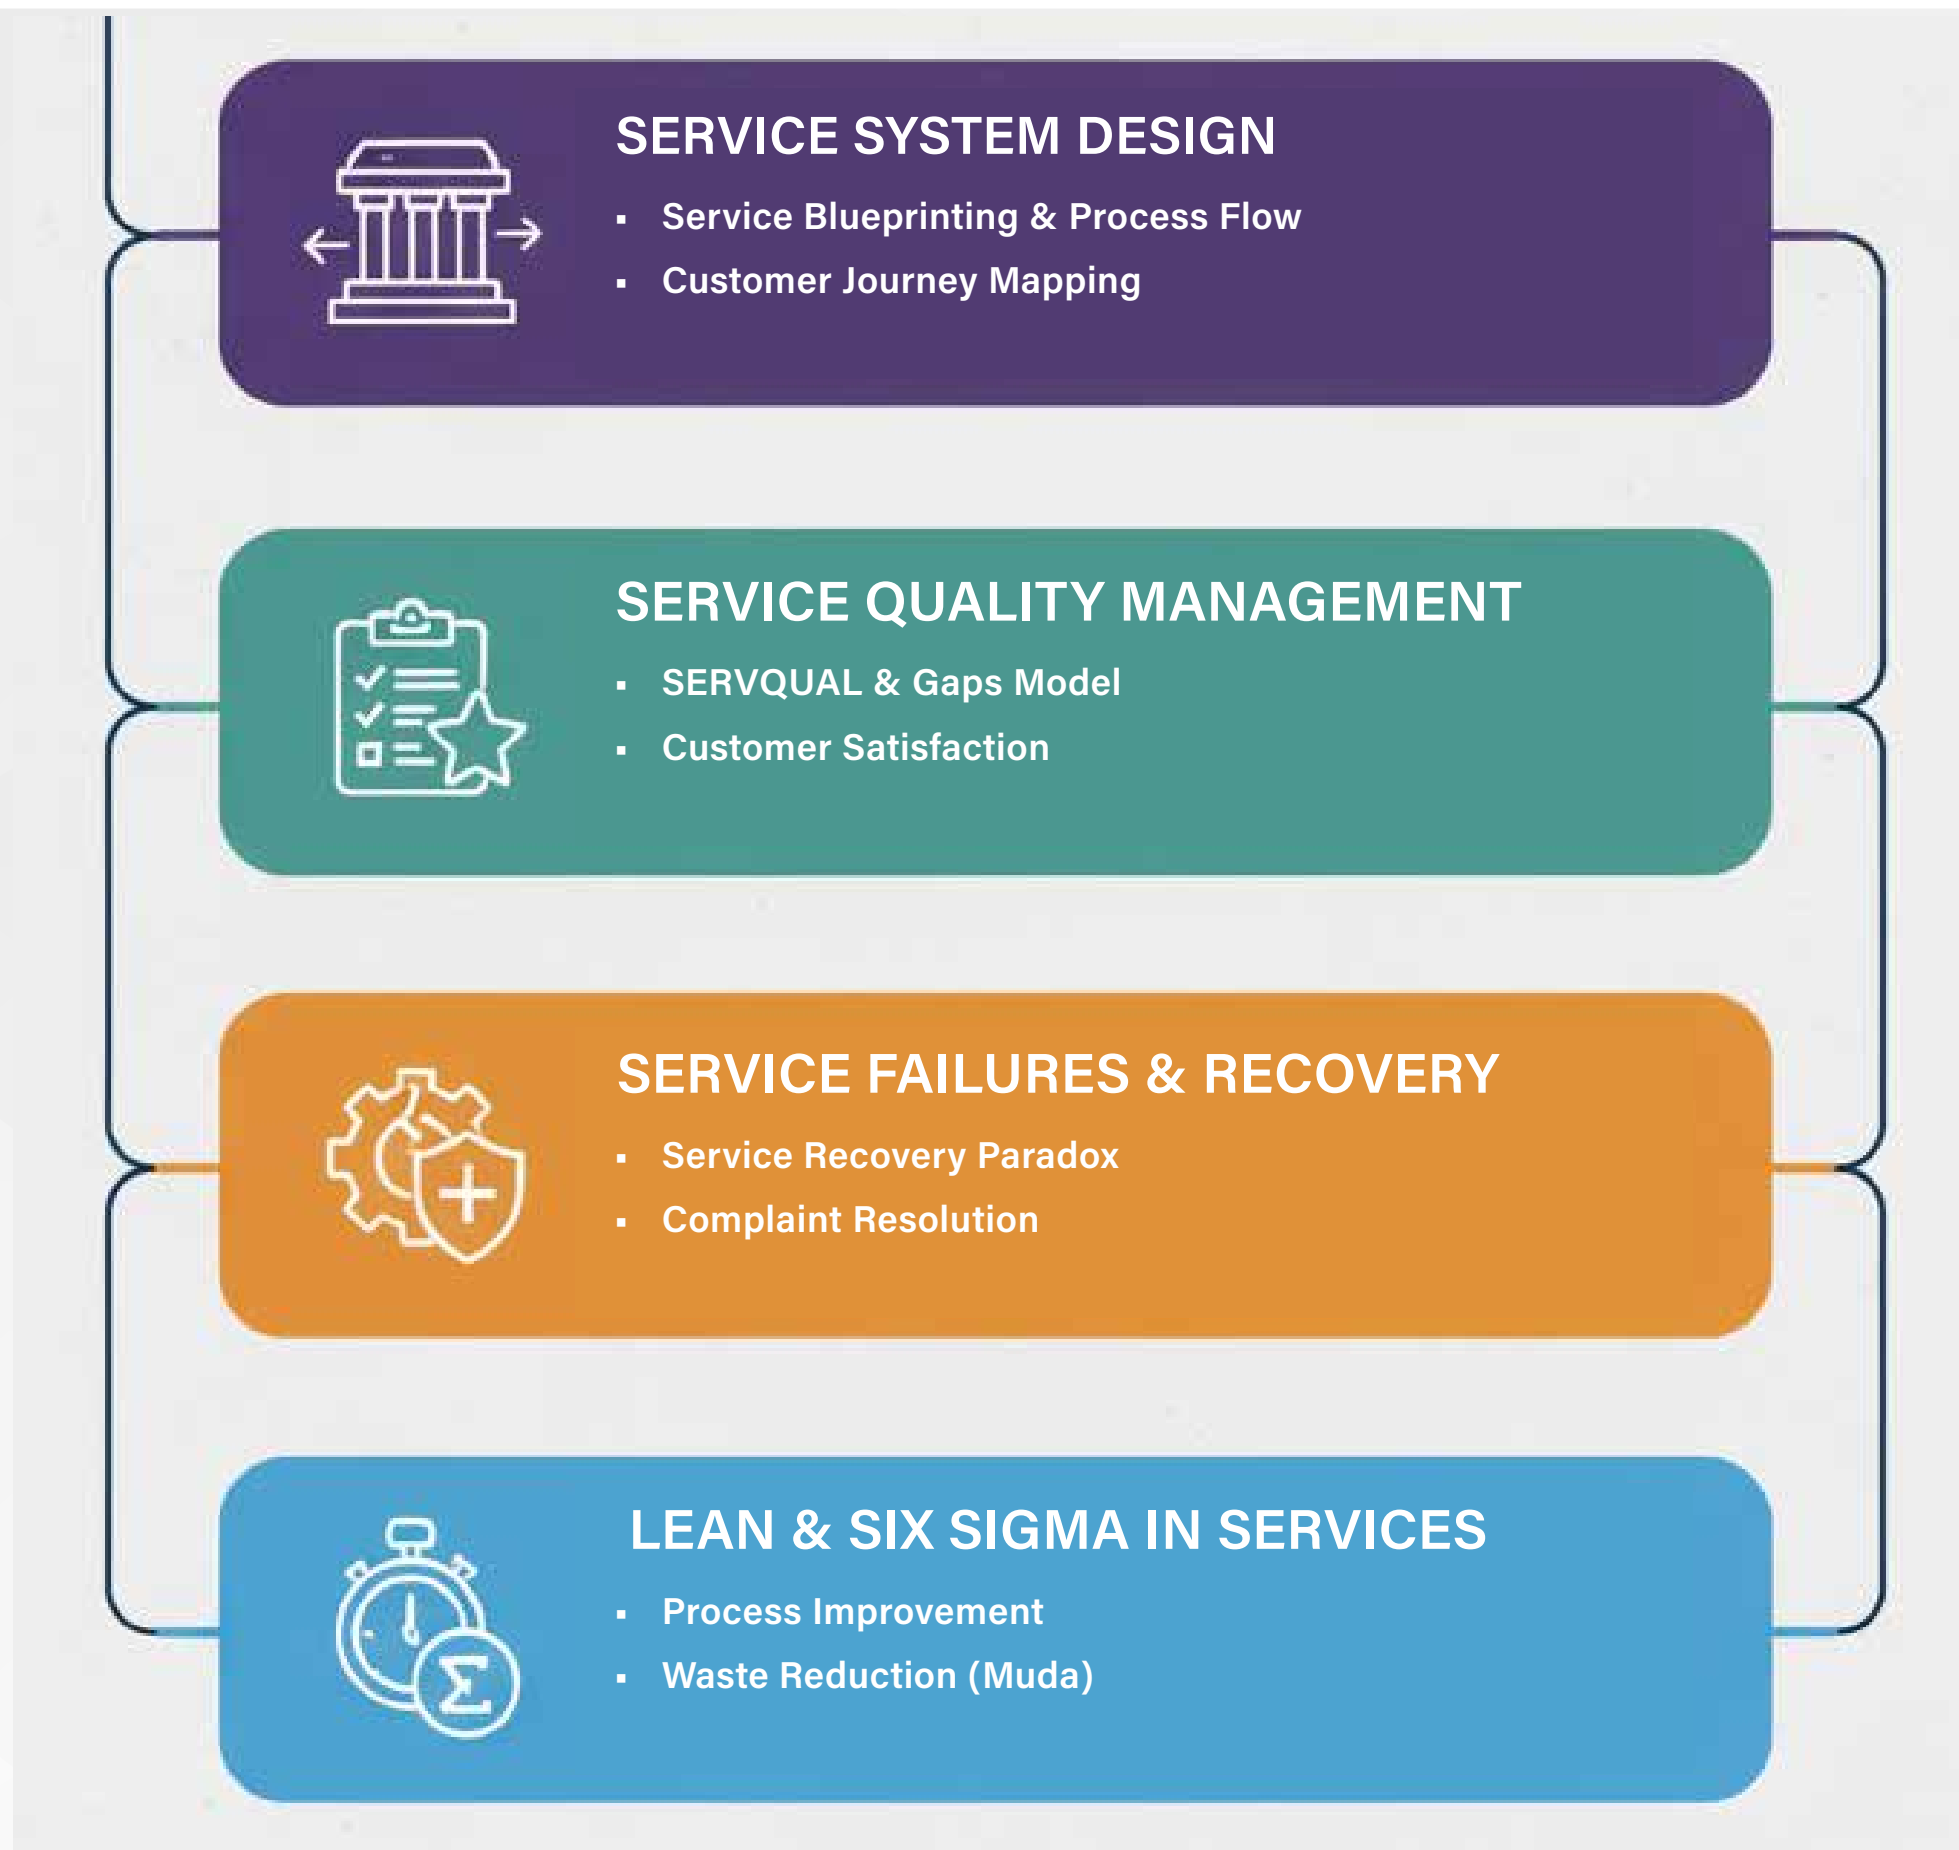 SERVICE SYSTEM DESIGN
▪ Service Blueprinting & Process Flow
▪ Customer Journey Mapping
SERVICE QUALITY MANAGEMENT
▪ SERVQUAL & Gaps Model
▪ Customer Satisfaction
SERVICE FAILURES & RECOVERY
▪ Service Recovery Paradox
▪ Complaint Resolution
LEAN & SIX SIGMA IN SERVICES
▪ Process Improvement
▪ Waste Reduction (Muda)
Σ